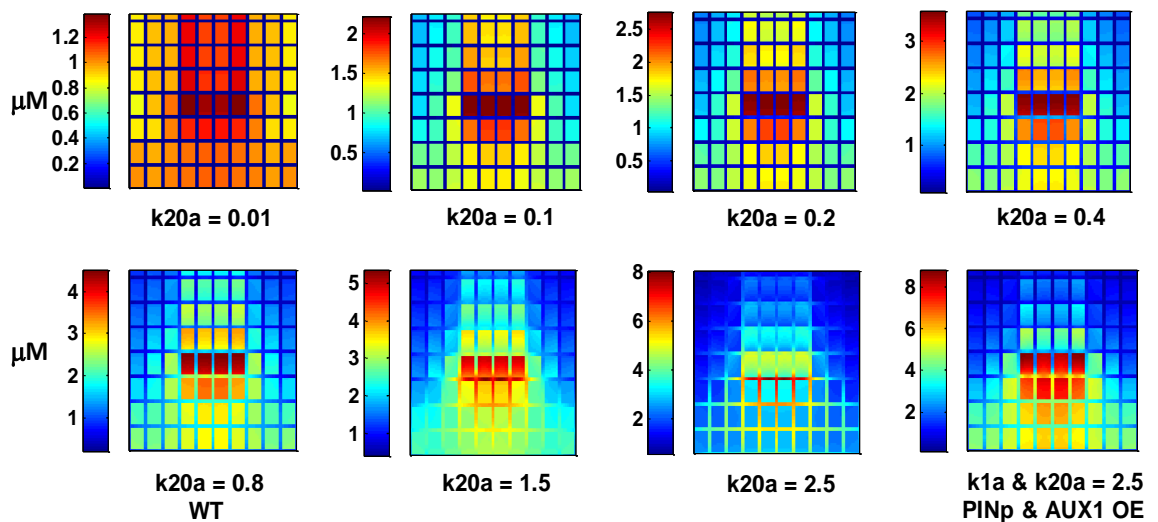 1.2
1
0.8
0.6
0.4
0.2
μM
k20a = 0.01
2
1.5
1
0.5
k20a = 0.1
2.5
2
1.5
1
0.5
k20a = 0.2
3
2
1
k20a = 0.4
4
3
2
1
μM
k20a = 0.8
WT
5
4
3
2
1
k20a = 1.5
8
6
4
2
k20a = 2.5
8
6
4
2
k1a & k20a = 2.5
PINp & AUX1 OE